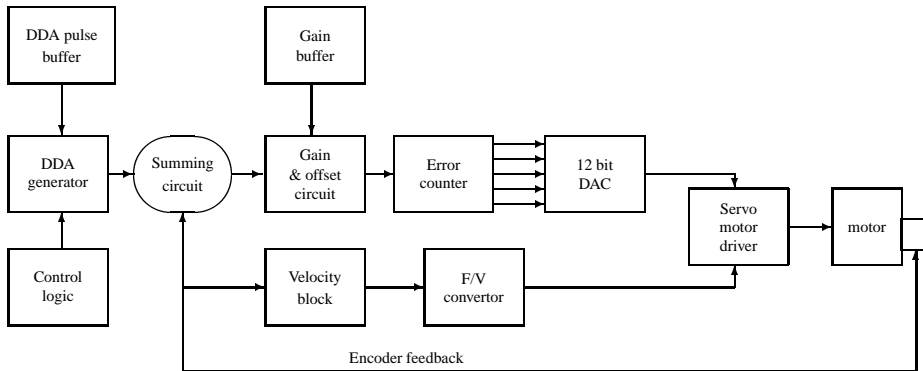 DDA pulse
buffer
Gain
buffer
DDA
generator
Summing
circuit
Gain
& offset
circuit
Error
counter
12 bit
DAC
Servo
motor
driver
motor
Control
logic
Velocity
block
F/V
convertor
Encoder feedback